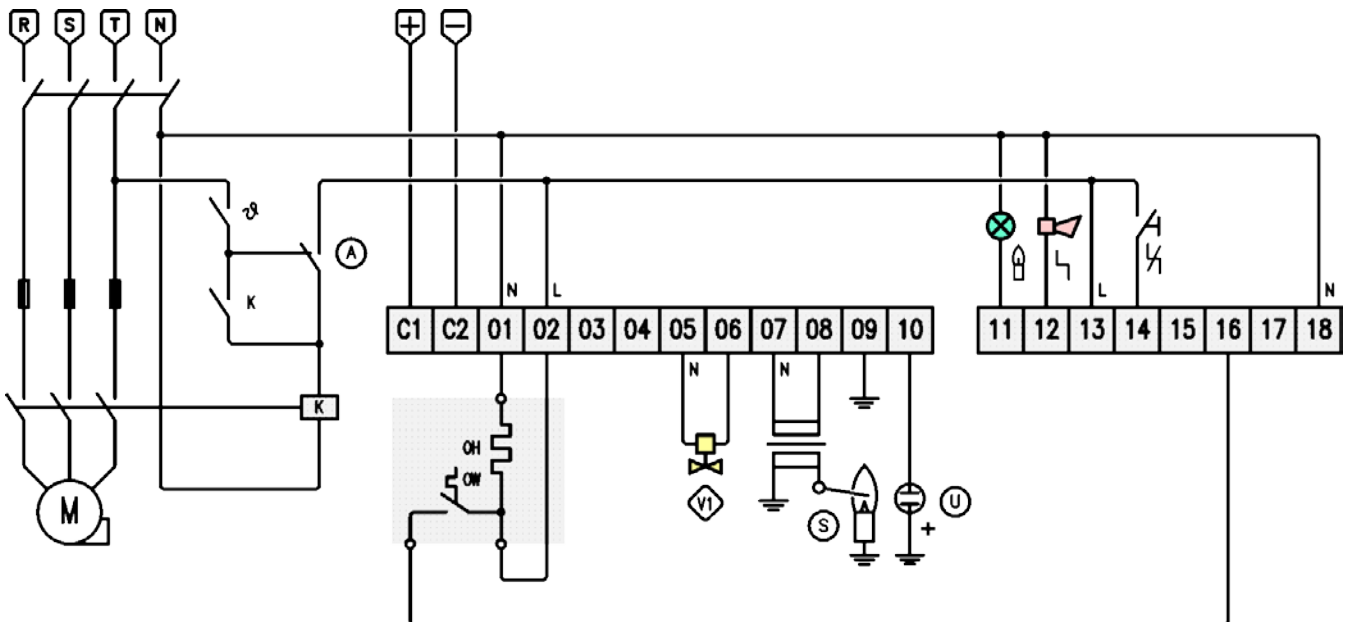 R S T N + −
ϑ
A
K
N L L N
C1 C2 01 02 03 04 05 06 07 08 09 10 11 12 13 14 15 16 17 18
N N
K
OH
OW
M
V1
S
U
+